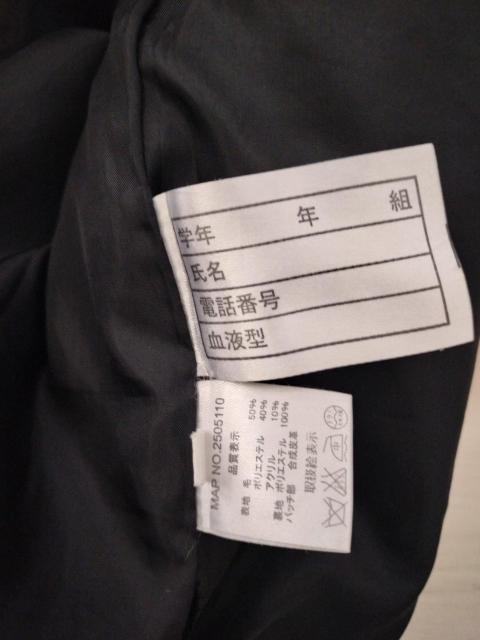 学年 年 組
氏名
電話番号
血液型
MAP NO.2505110
品質表示
表地 毛 50%
ポリエステル 40%
アクリル 10%
裏地 ポリエステル 100%
パッチ部 合成皮革
取扱絵表示